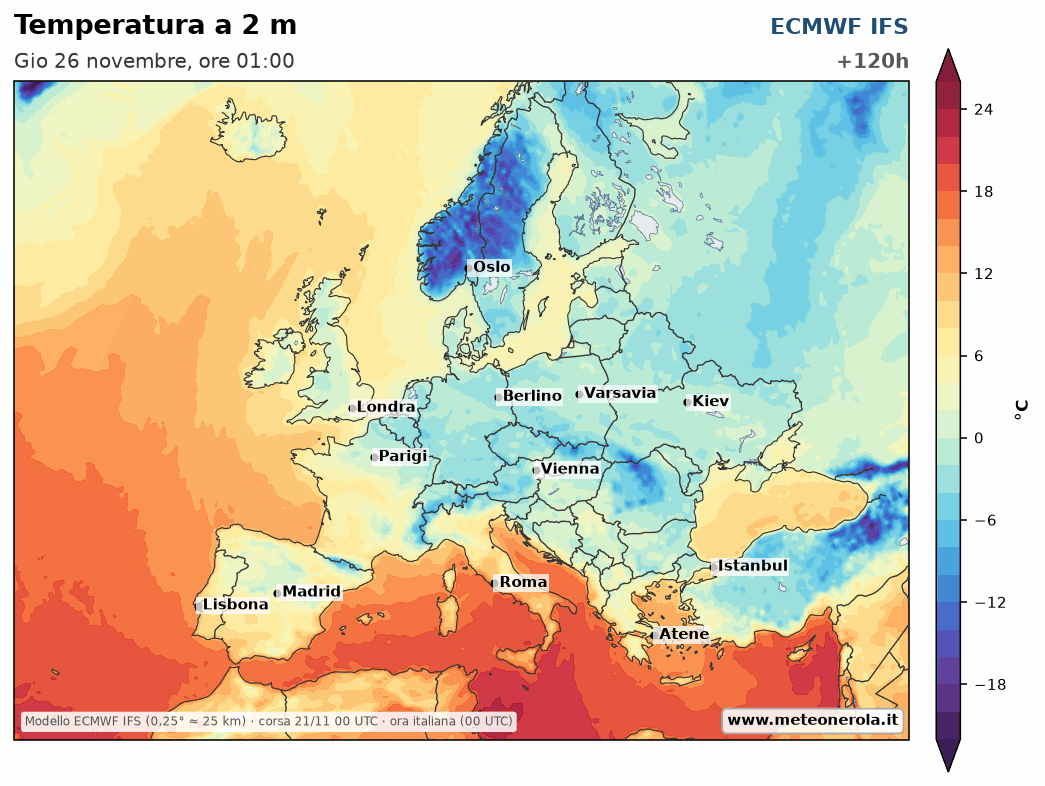 Temperatura a 2 m
ECMWF IFS
Gio 26 novembre, ore 01:00
+120h
24
18
12
6
0
−6
−12
−18
°C
Oslo
Londra
Berlino
Varsavia
Kiev
Parigi
Vienna
Istanbul
Roma
Madrid
Lisbona
Atene
Modello ECMWF IFS (0,25° ≈ 25 km) · corsa 21/11 00 UTC · ora italiana (00 UTC)
www.meteonerola.it